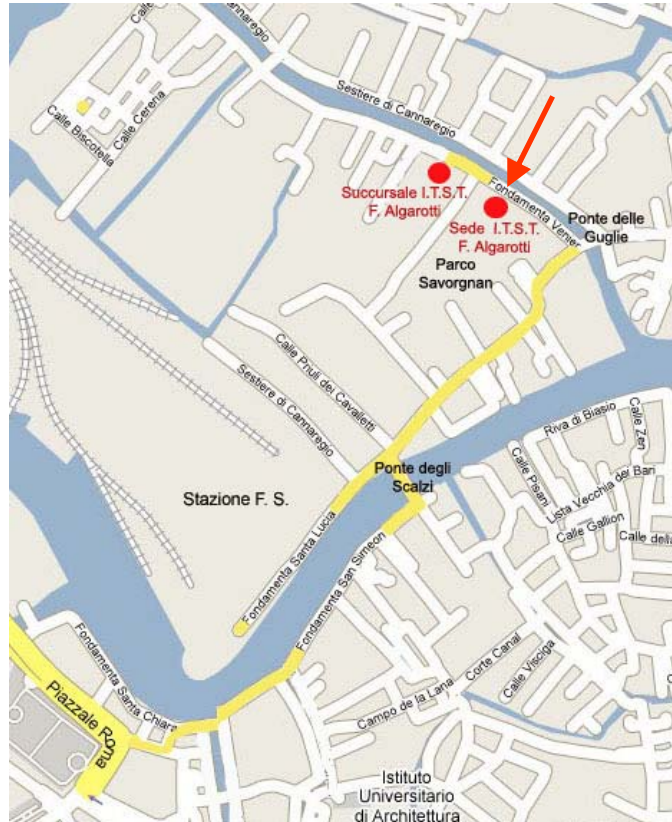 Calle
Cannaregio
Calle Cerena
Calle Biscotella
Sestiere di Cannaregio
Succursale I.T.S.T.
F. Algarotti
Fondamenta Venier
Sede I.T.S.T.
F. Algarotti
Ponte delle
Guglie
Parco
Savorgnan
Calle Priuli dei Cavalletti
Sestiere di Cannaregio
Riva di Biasio
Calle Zen
Calle Pisani
Lista Vecchia dei Bari
Ponte degli
Scalzi
Calle Gallion
Calle della
Stazione F. S.
Fondamenta Santa Lucia
Fondamenta San Simeon
Fondamenta Santa Chiara
Corte Canal
Calle Visciga
Campo de la Lana
Piazzale Roma
Istituto
Universitario
di Architettura